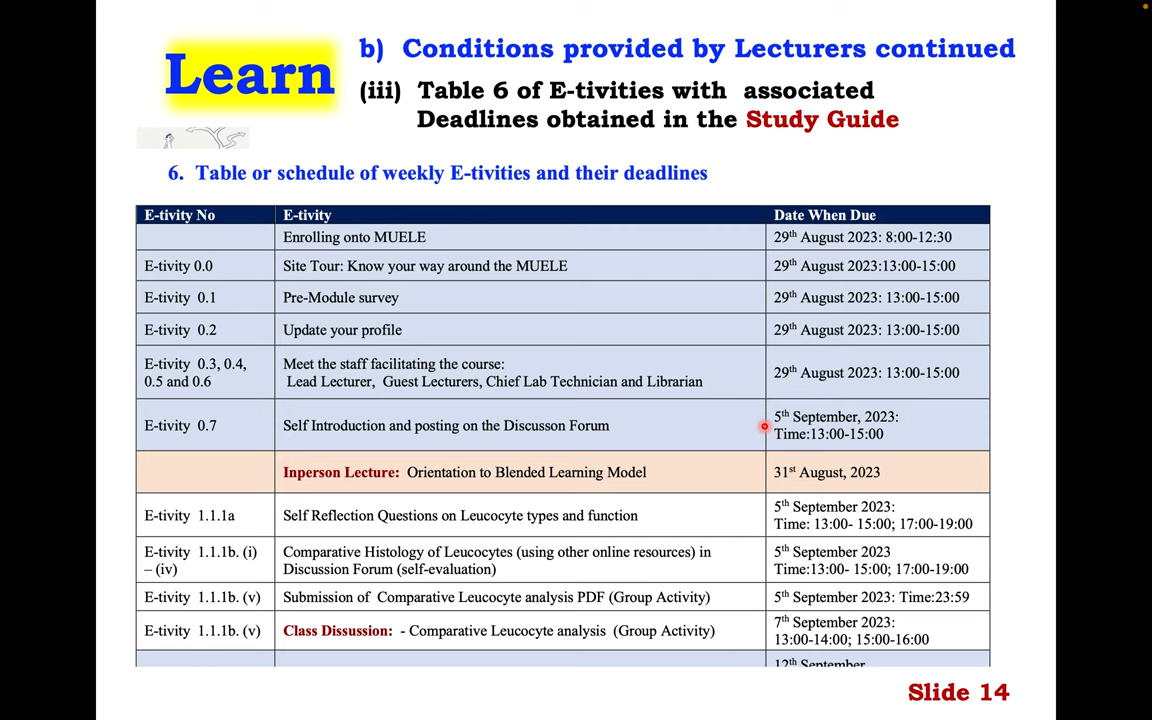 Learn
b) Conditions provided by Lecturers continued
(iii) Table 6 of E-tivities with associated
Deadlines obtained in the Study Guide
6. Table or schedule of weekly E-tivities and their deadlines
E-tivity No E-tivity Date When Due
Enrolling onto MUELE 29th August 2023: 8:00-12:30
E-tivity 0.0 Site Tour: Know your way around the MUELE 29th August 2023:13:00-15:00
E-tivity 0.1 Pre-Module survey 29th August 2023: 13:00-15:00
E-tivity 0.2 Update your profile 29th August 2023: 13:00-15:00
E-tivity 0.3, 0.4,
0.5 and 0.6
Meet the staff facilitating the course:
Lead Lecturer, Guest Lecturers, Chief Lab Technician and Librarian
29th August 2023: 13:00-15:00
E-tivity 0.7 Self Introduction and posting on the Discusson Forum
5th September, 2023:
Time:13:00-15:00
Inperson Lecture: Orientation to Blended Learning Model 31st August, 2023
E-tivity 1.1.1a Self Reflection Questions on Leucocyte types and function
5th September 2023:
Time: 13:00- 15:00; 17:00-19:00
E-tivity 1.1.1b. (i)
– (iv)
Comparative Histology of Leucocytes (using other online resources) in
Discussion Forum (self-evaluation)
5th September 2023
Time:13:00- 15:00; 17:00-19:00
E-tivity 1.1.1b. (v) Submission of Comparative Leucocyte analysis PDF (Group Activity) 5th September 2023: Time:23:59
E-tivity 1.1.1b. (v) Class Dissussion: - Comparative Leucocyte analysis (Group Activity)
7th September 2023:
13:00-14:00; 15:00-16:00
12th September
Slide 14